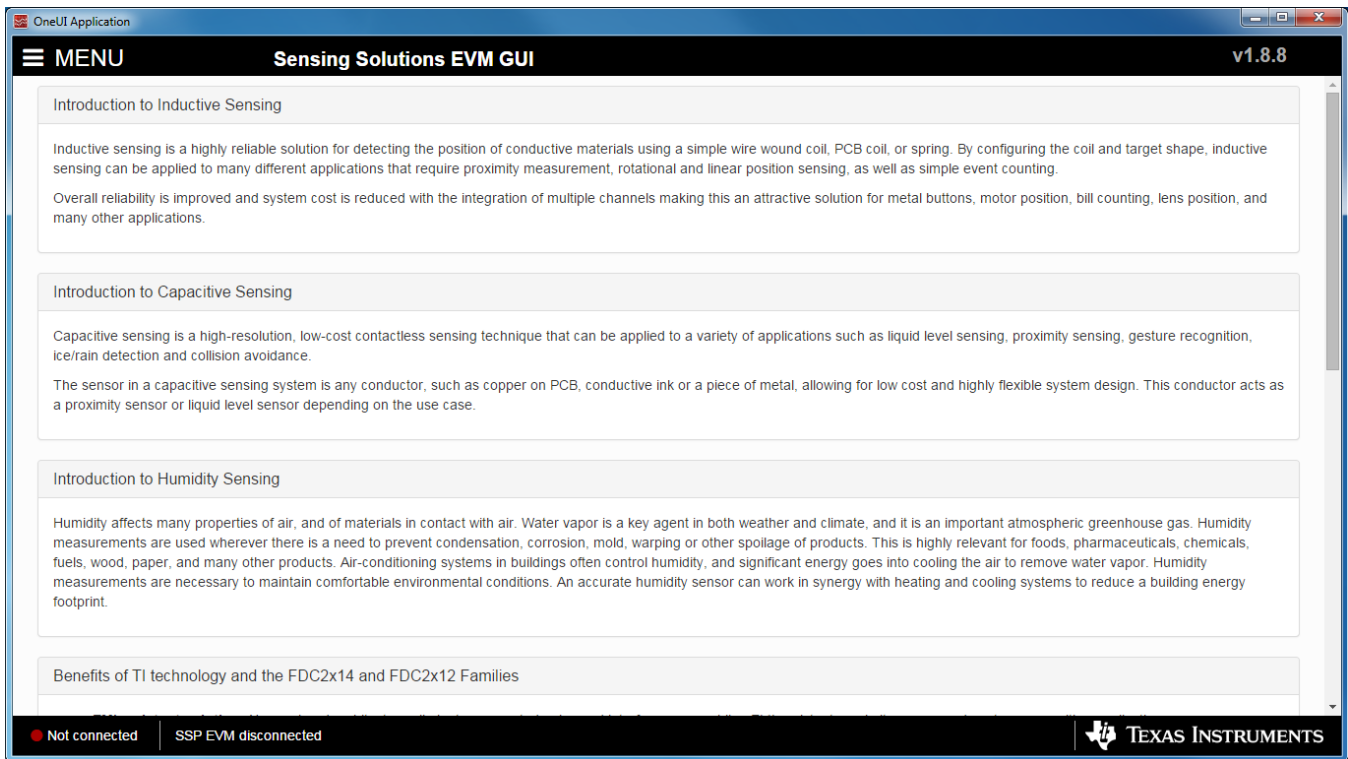 OneUI Application
MENU
Sensing Solutions EVM GUI
v1.8.8
Introduction to Inductive Sensing
Inductive sensing is a highly reliable solution for detecting the position of conductive materials using a simple wire wound coil, PCB coil, or spring. By configuring the coil and target shape, inductive
sensing can be applied to many different applications that require proximity measurement, rotational and linear position sensing, as well as simple event counting.
Overall reliability is improved and system cost is reduced with the integration of multiple channels making this an attractive solution for metal buttons, motor position, bill counting, lens position, and
many other applications.
Introduction to Capacitive Sensing
Capacitive sensing is a high-resolution, low-cost contactless sensing technique that can be applied to a variety of applications such as liquid level sensing, proximity sensing, gesture recognition,
ice/rain detection and collision avoidance.
The sensor in a capacitive sensing system is any conductor, such as copper on PCB, conductive ink or a piece of metal, allowing for low cost and highly flexible system design. This conductor acts as
a proximity sensor or liquid level sensor depending on the use case.
Introduction to Humidity Sensing
Humidity affects many properties of air, and of materials in contact with air. Water vapor is a key agent in both weather and climate, and it is an important atmospheric greenhouse gas. Humidity
measurements are used wherever there is a need to prevent condensation, corrosion, mold, warping or other spoilage of products. This is highly relevant for foods, pharmaceuticals, chemicals,
fuels, wood, paper, and many other products. Air-conditioning systems in buildings often control humidity, and significant energy goes into cooling the air to remove water vapor. Humidity
measurements are necessary to maintain comfortable environmental conditions. An accurate humidity sensor can work in synergy with heating and cooling systems to reduce a building energy
footprint.
Benefits of TI technology and the FDC2x14 and FDC2x12 Families
Not connected
SSP EVM disconnected
TEXAS INSTRUMENTS